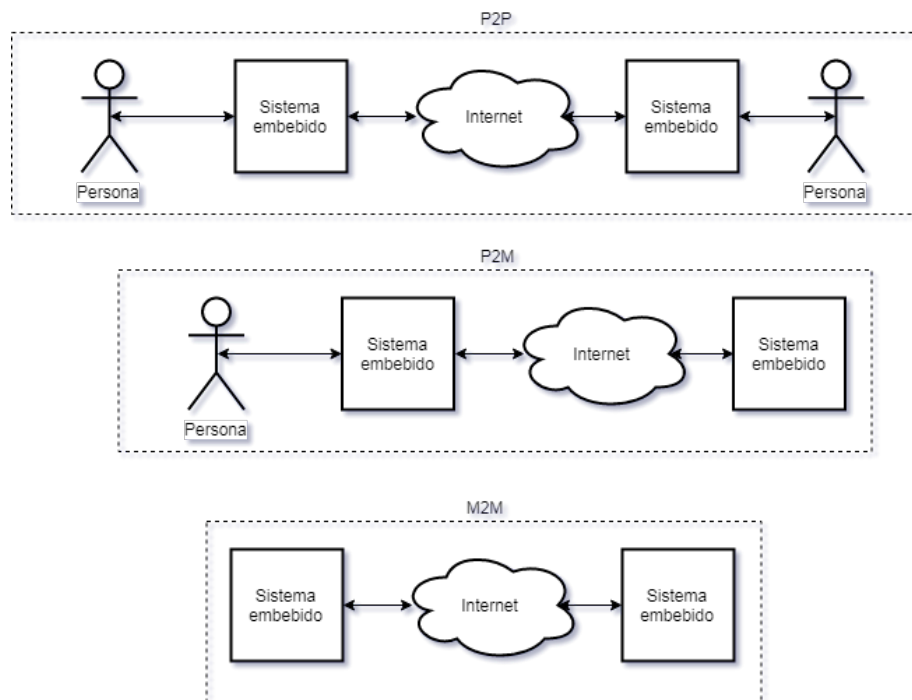 P2P
Sistema
embebido
Internet
Sistema
embebido
Persona
Persona
P2M
Sistema
embebido
Internet
Sistema
embebido
Persona
M2M
Sistema
embebido
Internet
Sistema
embebido